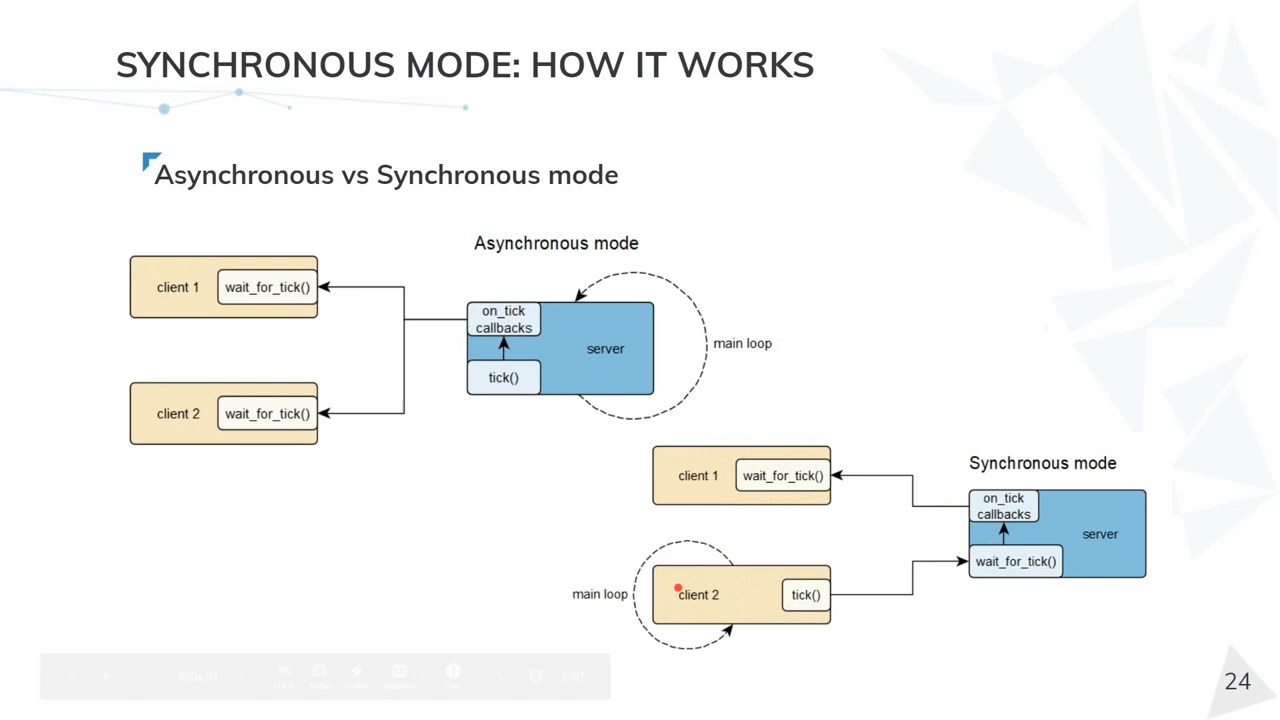 SYNCHRONOUS MODE: HOW IT WORKS
Asynchronous vs Synchronous mode
Asynchronous mode
client 1
wait_for_tick()
on_tick
callbacks
server
tick()
main loop
client 2
wait_for_tick()
Synchronous mode
client 1
wait_for_tick()
on_tick
callbacks
server
wait_for_tick()
main loop
client 2
tick()
Slide 24
24